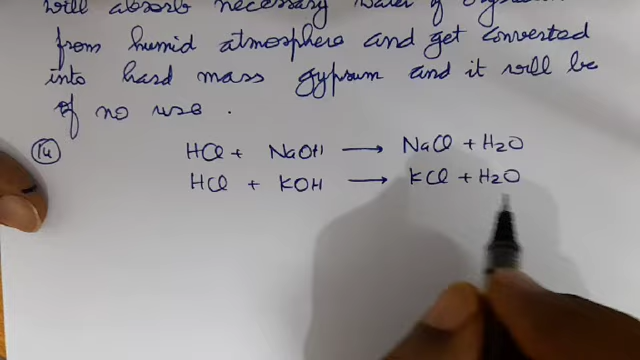 will absorb necessary water of
from humid atmosphere and get converted
into hard mass gypsum and it will be
of no use .
14 HCl + NaOH → NaCl + H2O
HCl + KOH → KCl + H2O